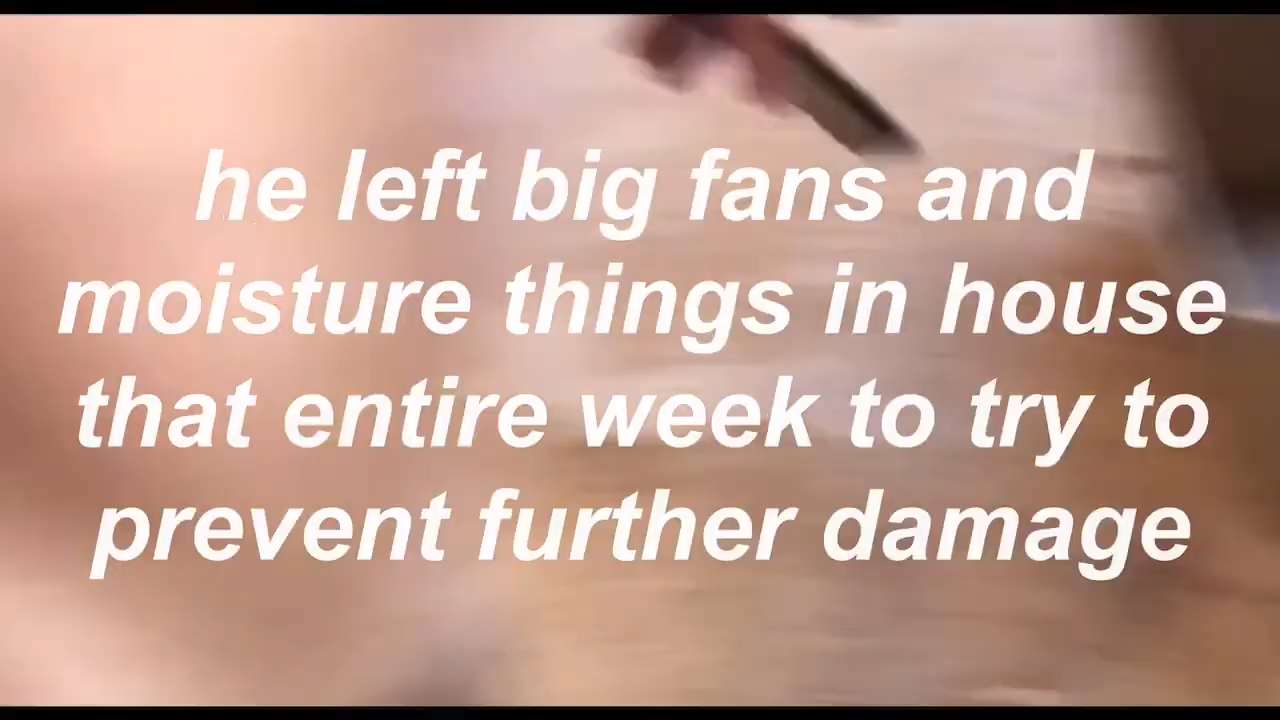 he left big fans and
moisture things in house
that entire week to try to
prevent further damage